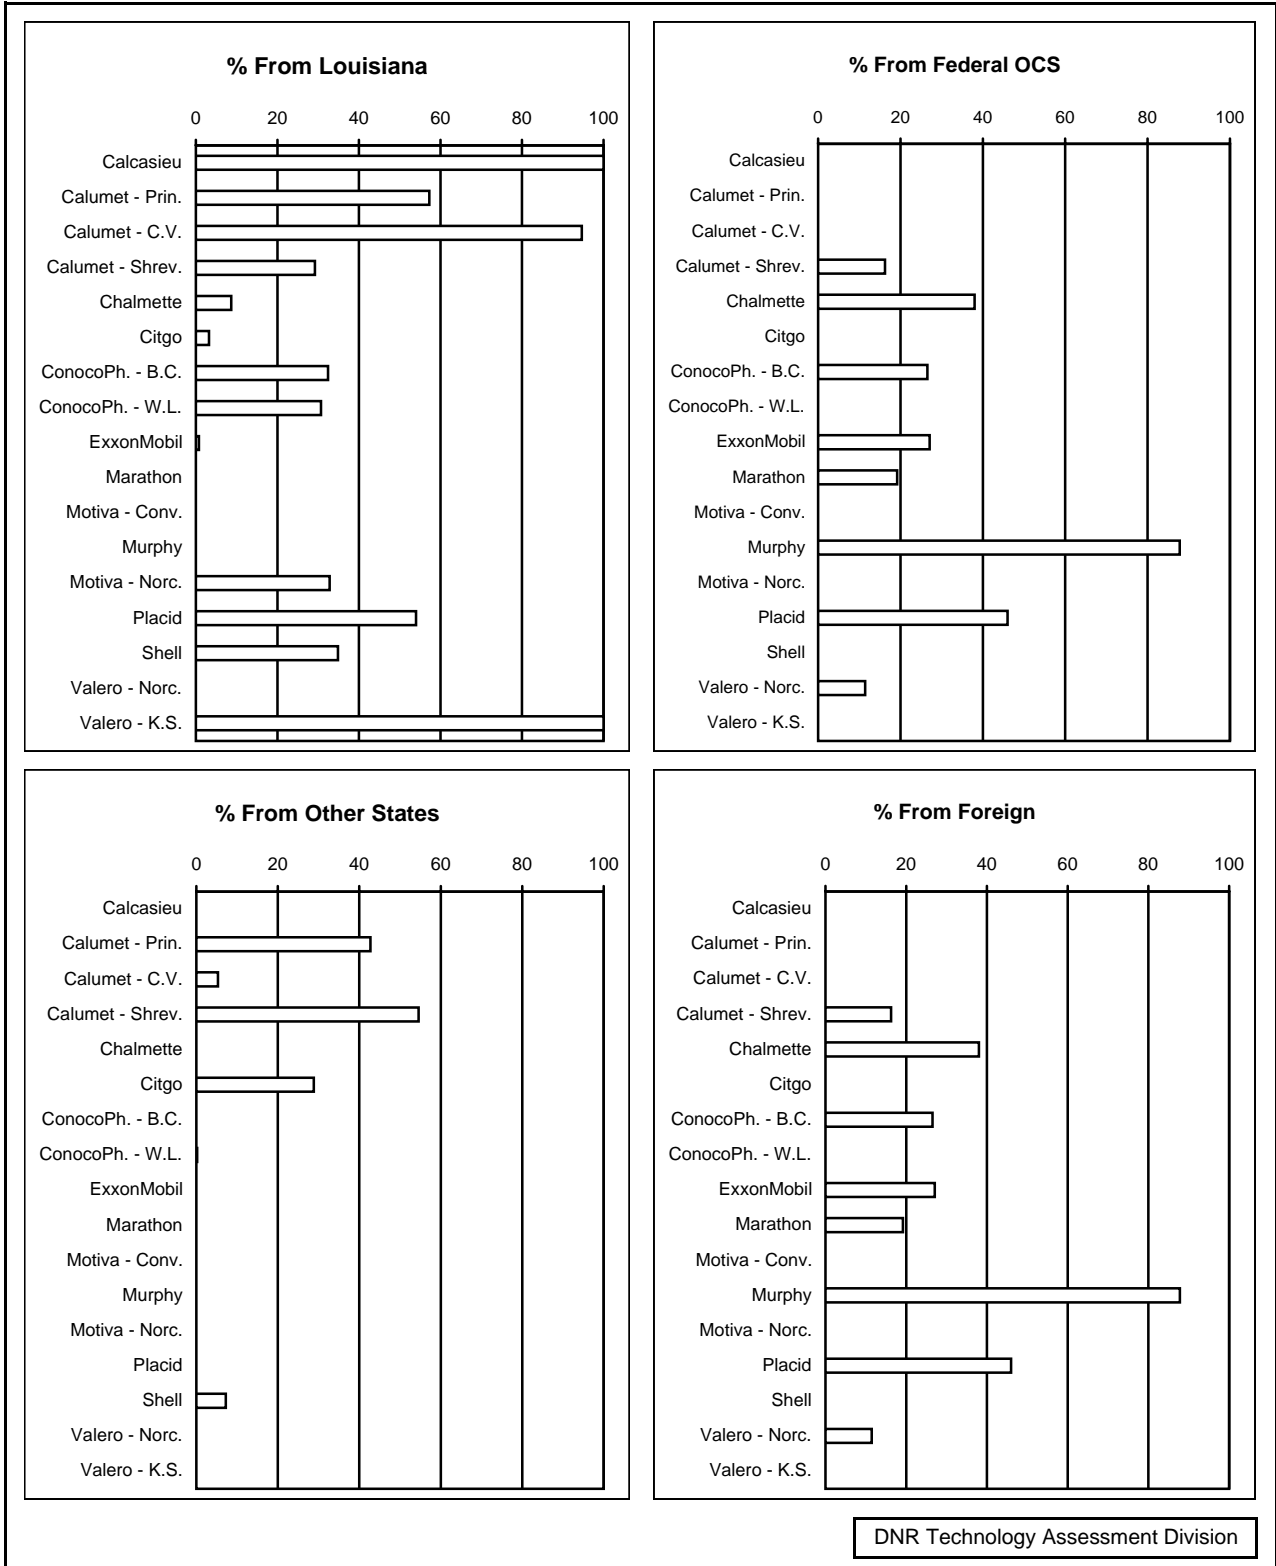 % From Louisiana
0 20 40 60 80 100
Calcasieu
Calumet - Prin.
Calumet - C.V.
Calumet - Shrev.
Chalmette
Citgo
ConocoPh. - B.C.
ConocoPh. - W.L.
ExxonMobil
Marathon
Motiva - Conv.
Murphy
Motiva - Norc.
Placid
Shell
Valero - Norc.
Valero - K.S.
% From Federal OCS
0 20 40 60 80 100
Calcasieu
Calumet - Prin.
Calumet - C.V.
Calumet - Shrev.
Chalmette
Citgo
ConocoPh. - B.C.
ConocoPh. - W.L.
ExxonMobil
Marathon
Motiva - Conv.
Murphy
Motiva - Norc.
Placid
Shell
Valero - Norc.
Valero - K.S.
% From Other States
0 20 40 60 80 100
Calcasieu
Calumet - Prin.
Calumet - C.V.
Calumet - Shrev.
Chalmette
Citgo
ConocoPh. - B.C.
ConocoPh. - W.L.
ExxonMobil
Marathon
Motiva - Conv.
Murphy
Motiva - Norc.
Placid
Shell
Valero - Norc.
Valero - K.S.
% From Foreign
0 20 40 60 80 100
Calcasieu
Calumet - Prin.
Calumet - C.V.
Calumet - Shrev.
Chalmette
Citgo
ConocoPh. - B.C.
ConocoPh. - W.L.
ExxonMobil
Marathon
Motiva - Conv.
Murphy
Motiva - Norc.
Placid
Shell
Valero - Norc.
Valero - K.S.
DNR Technology Assessment Division